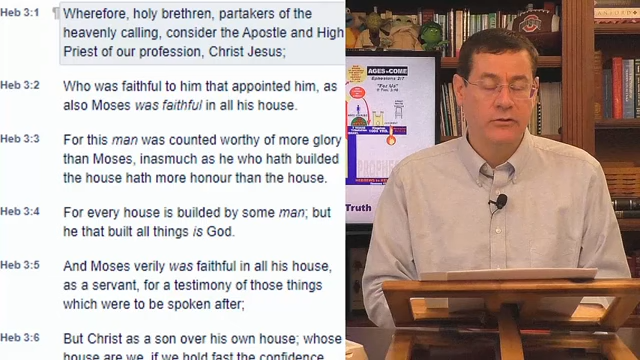 Heb 3:1 ¶ Wherefore, holy brethren, partakers of the
heavenly calling, consider the Apostle and High
Priest of our profession, Christ Jesus;
Heb 3:2 Who was faithful to him that appointed him, as
also Moses was faithful in all his house.
Heb 3:3 For this man was counted worthy of more glory
than Moses, inasmuch as he who hath builded
the house hath more honour than the house.
Heb 3:4 For every house is builded by some man; but
he that built all things is God.
Heb 3:5 And Moses verily was faithful in all his house,
as a servant, for a testimony of those things
which were to be spoken after;
Heb 3:6 But Christ as a son over his own house; whose
house are we, if we hold fast the confidence
AGES to COME
Ephesians 2:7
Truth